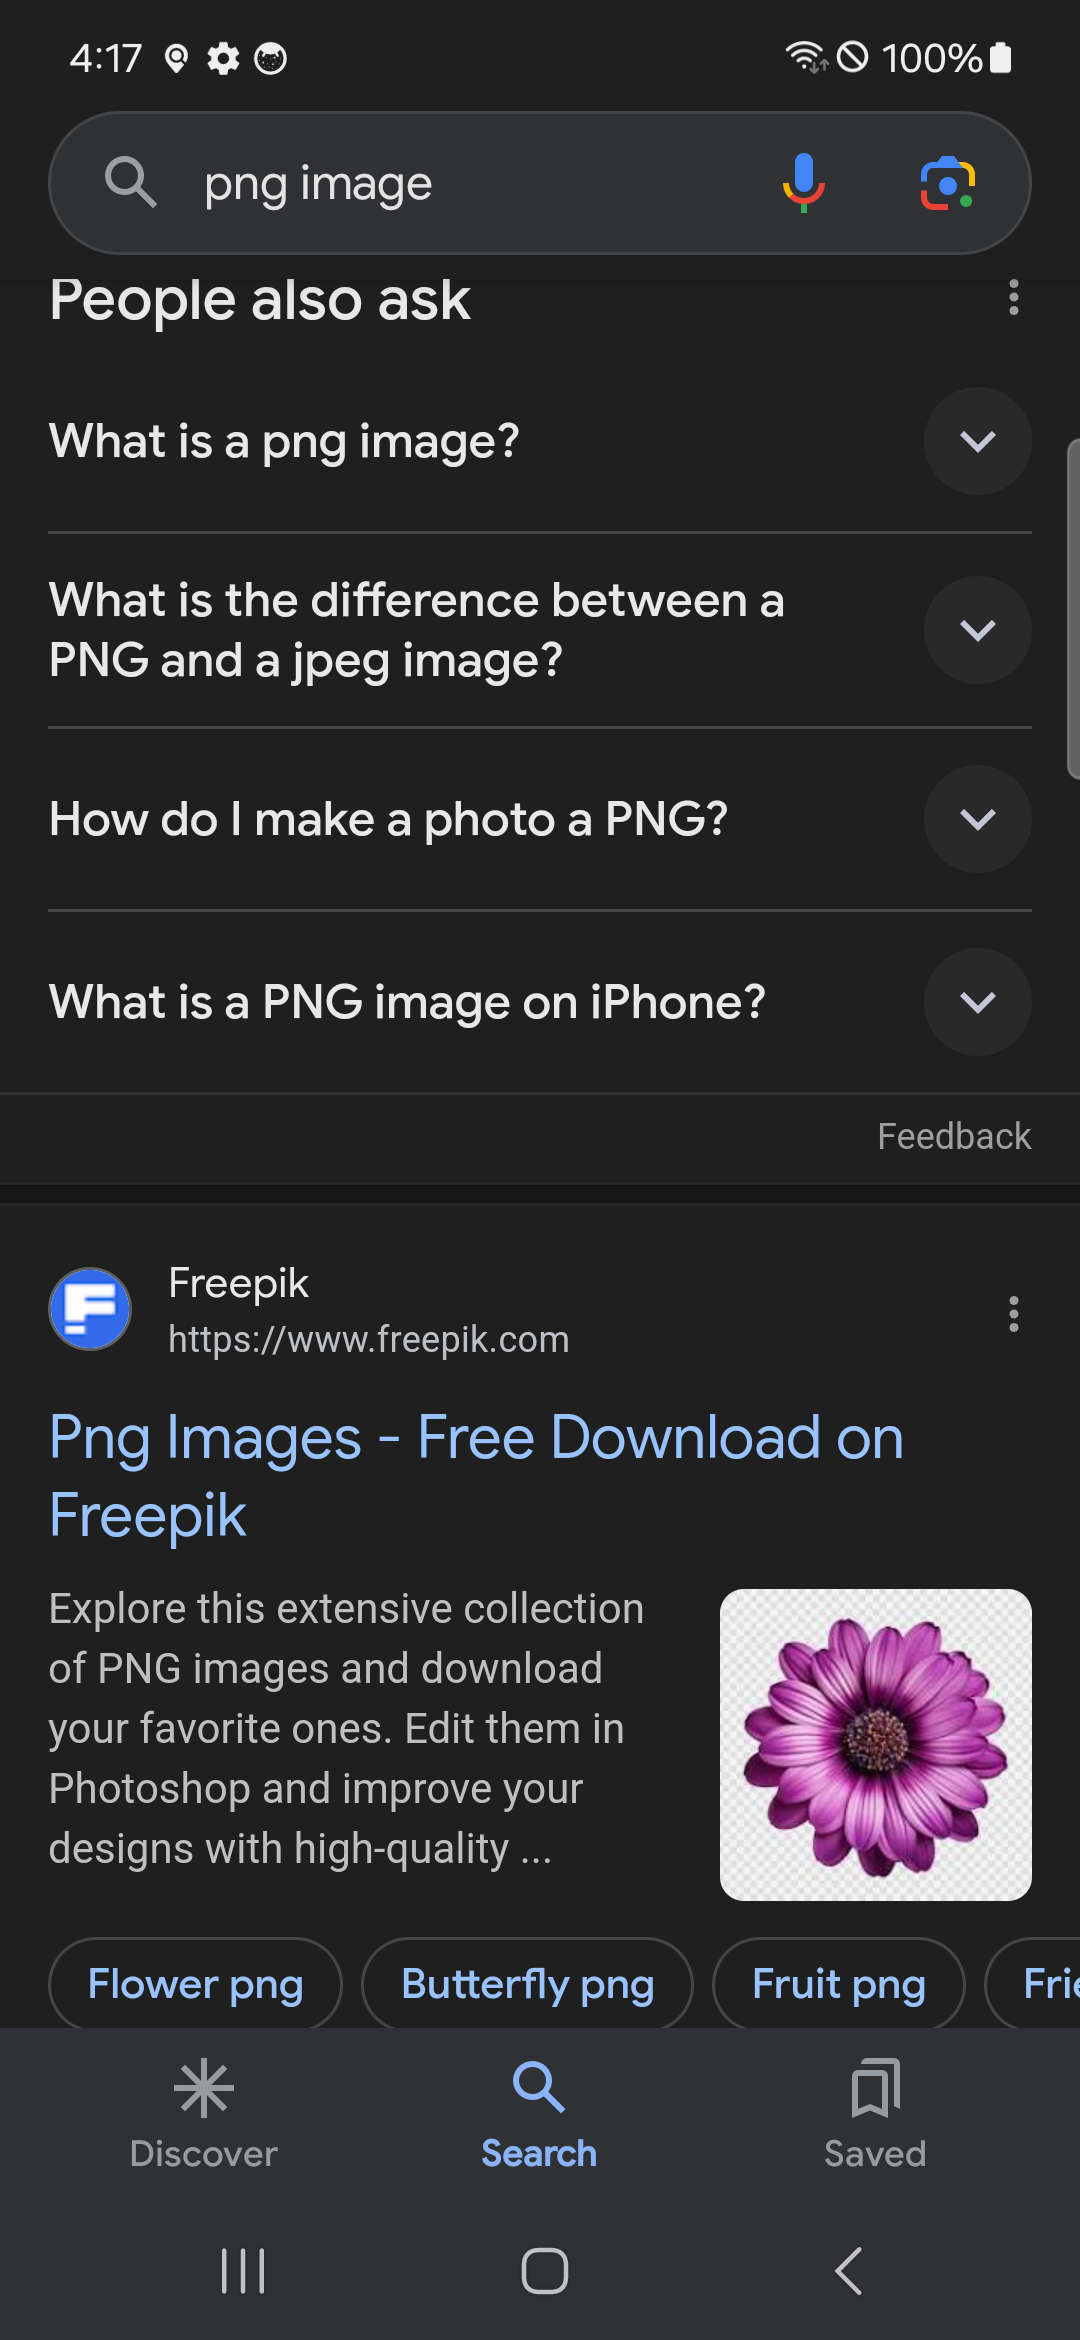 4:17
100%
png image
People also ask
What is a png image?
What is the difference between a
PNG and a jpeg image?
How do I make a photo a PNG?
What is a PNG image on iPhone?
Feedback
Freepik
https://www.freepik.com
Png Images - Free Download on
Freepik
Explore this extensive collection
of PNG images and download
your favorite ones. Edit them in
Photoshop and improve your
designs with high-quality ...
Flower png
Butterfly png
Fruit png
Discover
Search
Saved